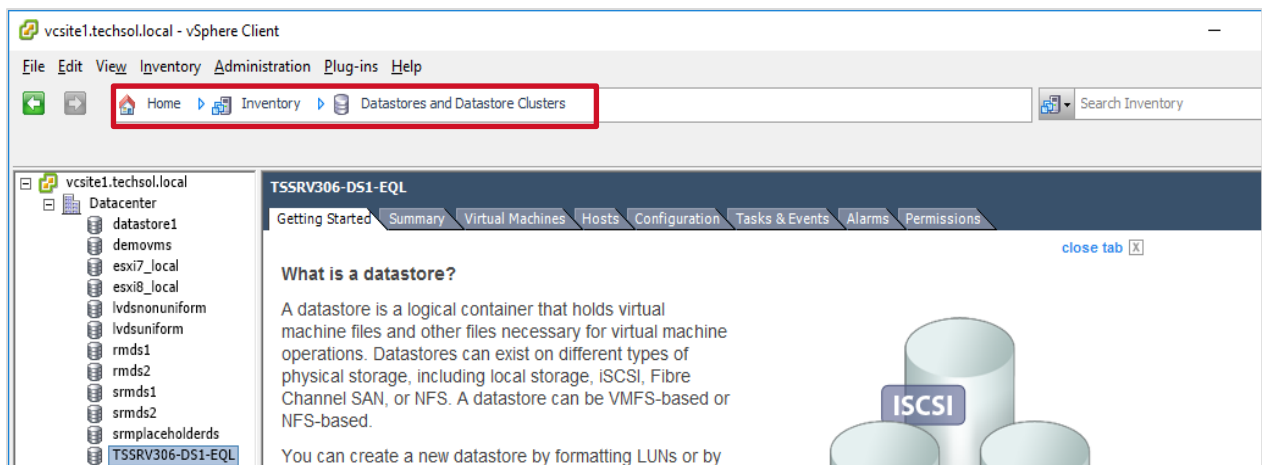 vcsite1.techsol.local - vSphere Client
File Edit View Inventory Administration Plug-ins Help
Home Inventory Datastores and Datastore Clusters Search Inventory
vcsite1.techsol.local
Datacenter
datastore1
demovms
esxi7_local
esxi8_local
lvdsnonuniform
lvdsuniform
rmds1
rmds2
srmds1
srmds2
srmplaceholderds
TSSRV306-DS1-EQL
TSSRV306-DS1-EQL
Getting Started Summary Virtual Machines Hosts Configuration Tasks & Events Alarms Permissions
close tab X
What is a datastore?
A datastore is a logical container that holds virtual
machine files and other files necessary for virtual machine
operations. Datastores can exist on different types of
physical storage, including local storage, iSCSI, Fibre
Channel SAN, or NFS. A datastore can be VMFS-based or
NFS-based.
You can create a new datastore by formatting LUNs or by
ISCSI